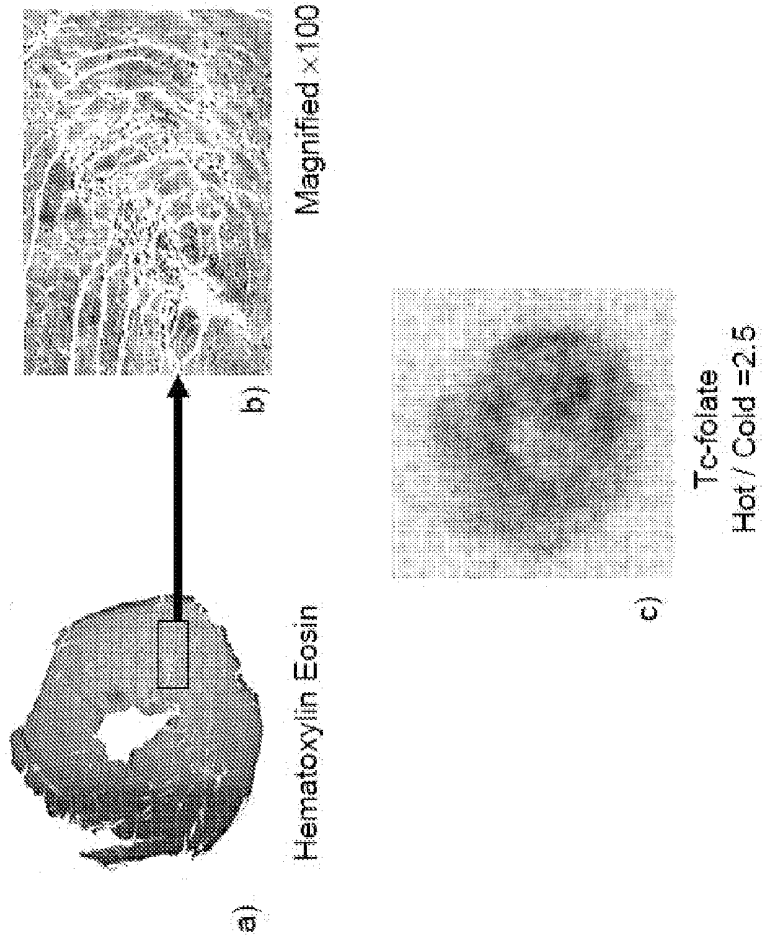 a)
Hematoxylin Eosin
b)
Magnified ×100
c)
Tc-folate
Hot / Cold =2.5